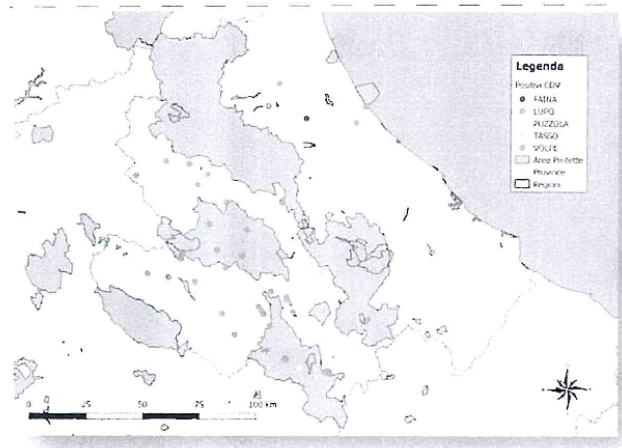 Legenda
Positivi CDV
FAINA
LUPO
PUZZOLA
TASSO
VOLPE
Aree Protette
Province
Regioni
0 25 50 75 100 km